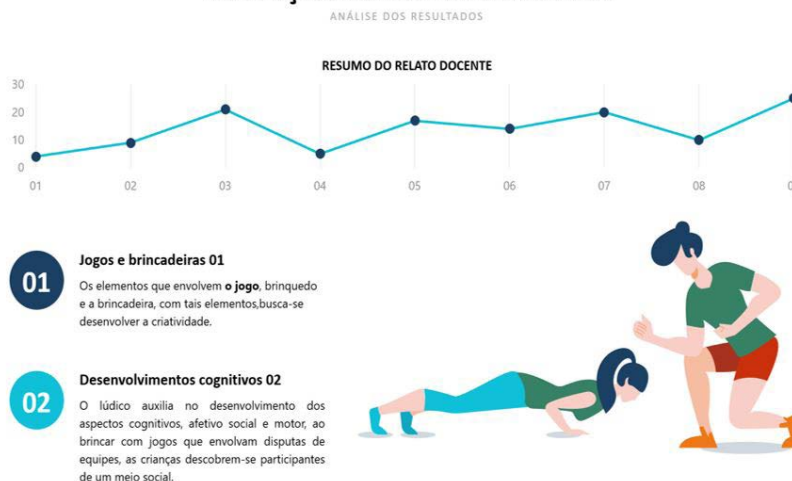 ANÁLISE DOS RESULTADOS
RESUMO DO RELATO DOCENTE
30
20
10
0
01 02 03 04 05 06 07 08
01
Jogos e brincadeiras 01
Os elementos que envolvem o jogo, brinquedo
e a brincadeira, com tais elementos,busca-se
desenvolver a criatividade.
02
Desenvolvimentos cognitivos 02
O lúdico auxilia no desenvolvimento dos
aspectos cognitivos, afetivo social e motor, ao
brincar com jogos que envolvam disputas de
equipes, as crianças descobrem-se participantes
de um meio social.